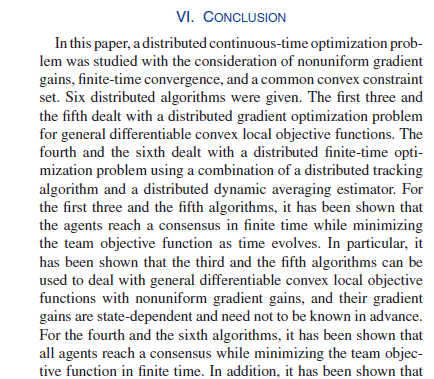 VI. CONCLUSION
In this paper, a distributed continuous-time optimization prob-
lem was studied with the consideration of nonuniform gradient
gains, finite-time convergence, and a common convex constraint
set. Six distributed algorithms were given. The first three and
the fifth dealt with a distributed gradient optimization problem
for general differentiable convex local objective functions. The
fourth and the sixth dealt with a distributed finite-time opti-
mization problem using a combination of a distributed tracking
algorithm and a distributed dynamic averaging estimator. For
the first three and the fifth algorithms, it has been shown that
the agents reach a consensus in finite time while minimizing
the team objective function as time evolves. In particular, it
has been shown that the third and the fifth algorithms can be
used to deal with general differentiable convex local objective
functions with nonuniform gradient gains, and their gradient
gains are state-dependent and need not to be known in advance.
For the fourth and the sixth algorithms, it has been shown that
all agents reach a consensus while minimizing the team objec-
tive function in finite time. In addition, it has been shown that